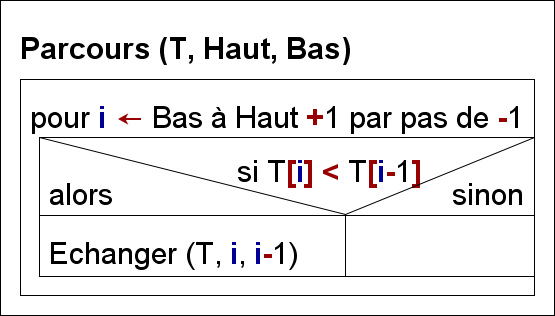 Parcours (T, Haut, Bas)
pour i ← Bas à Haut +1 par pas de -1
si T[i] < T[i-1]
alors
sinon
Echanger (T, i, i-1)